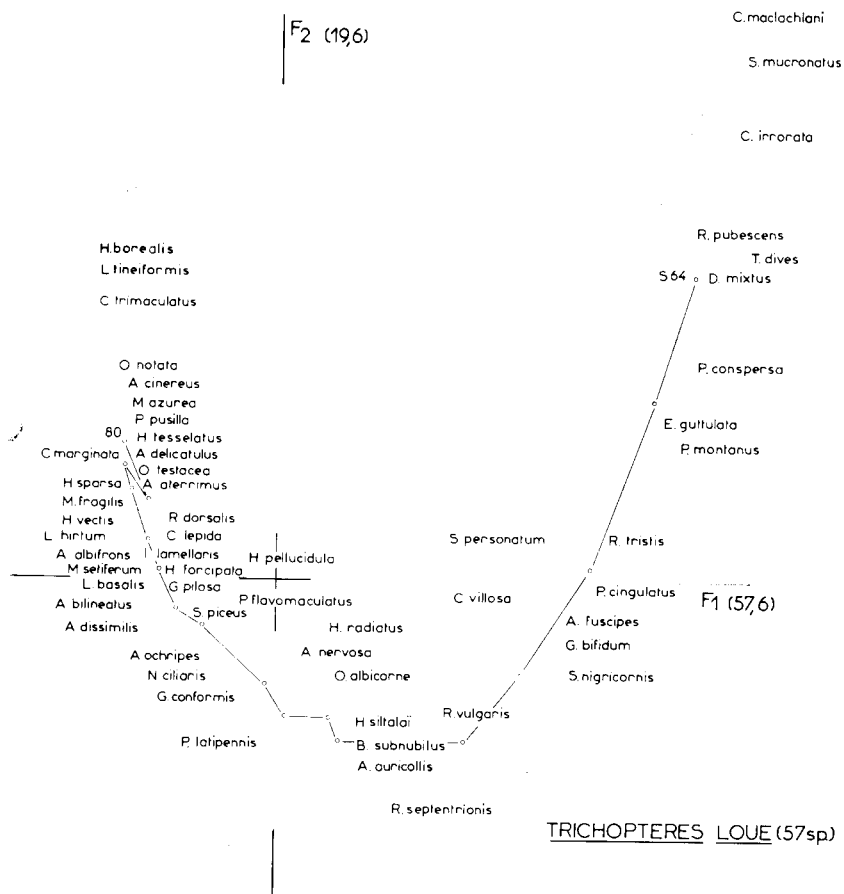 C. maclachlani
F2 (19,6)
S. mucronatus
C. irrorata
R. pubescens
H. borealis
T. dives
L. tineiformis
S 64 D. mixtus
C. trimaculatus
O. notata
P. conspersa
A. cinereus
M. azurea
P. pusilla
E. guttulata
80 H. tesselatus
P. montanus
C. marginata A. delicatulus
O. testacea
H. sparsa A. aterrimus
M. fragilis
H. vectis R. dorsalis
L. hirtum C. lepida
S. personatum R. tristis
A. albifrons I. lamellaris H. pellucidula
M. setiferum H. forcipata
L. basalis G. pilosa
P. cingulatus F1 (57,6)
A. bilineatus S. piceus P. flavomaculatus
C. villosa
A. dissimilis H. radiatus A. fuscipes
G. bifidum
A. ochripes A. nervosa
N. ciliaris O. albicorne S. nigricornis
G. conformis
R. vulgaris
H. siltalaï
P. latipennis B. subnubilus
A. auricollis
R. septentrionis
TRICHOPTERES LOUE (57sp.)